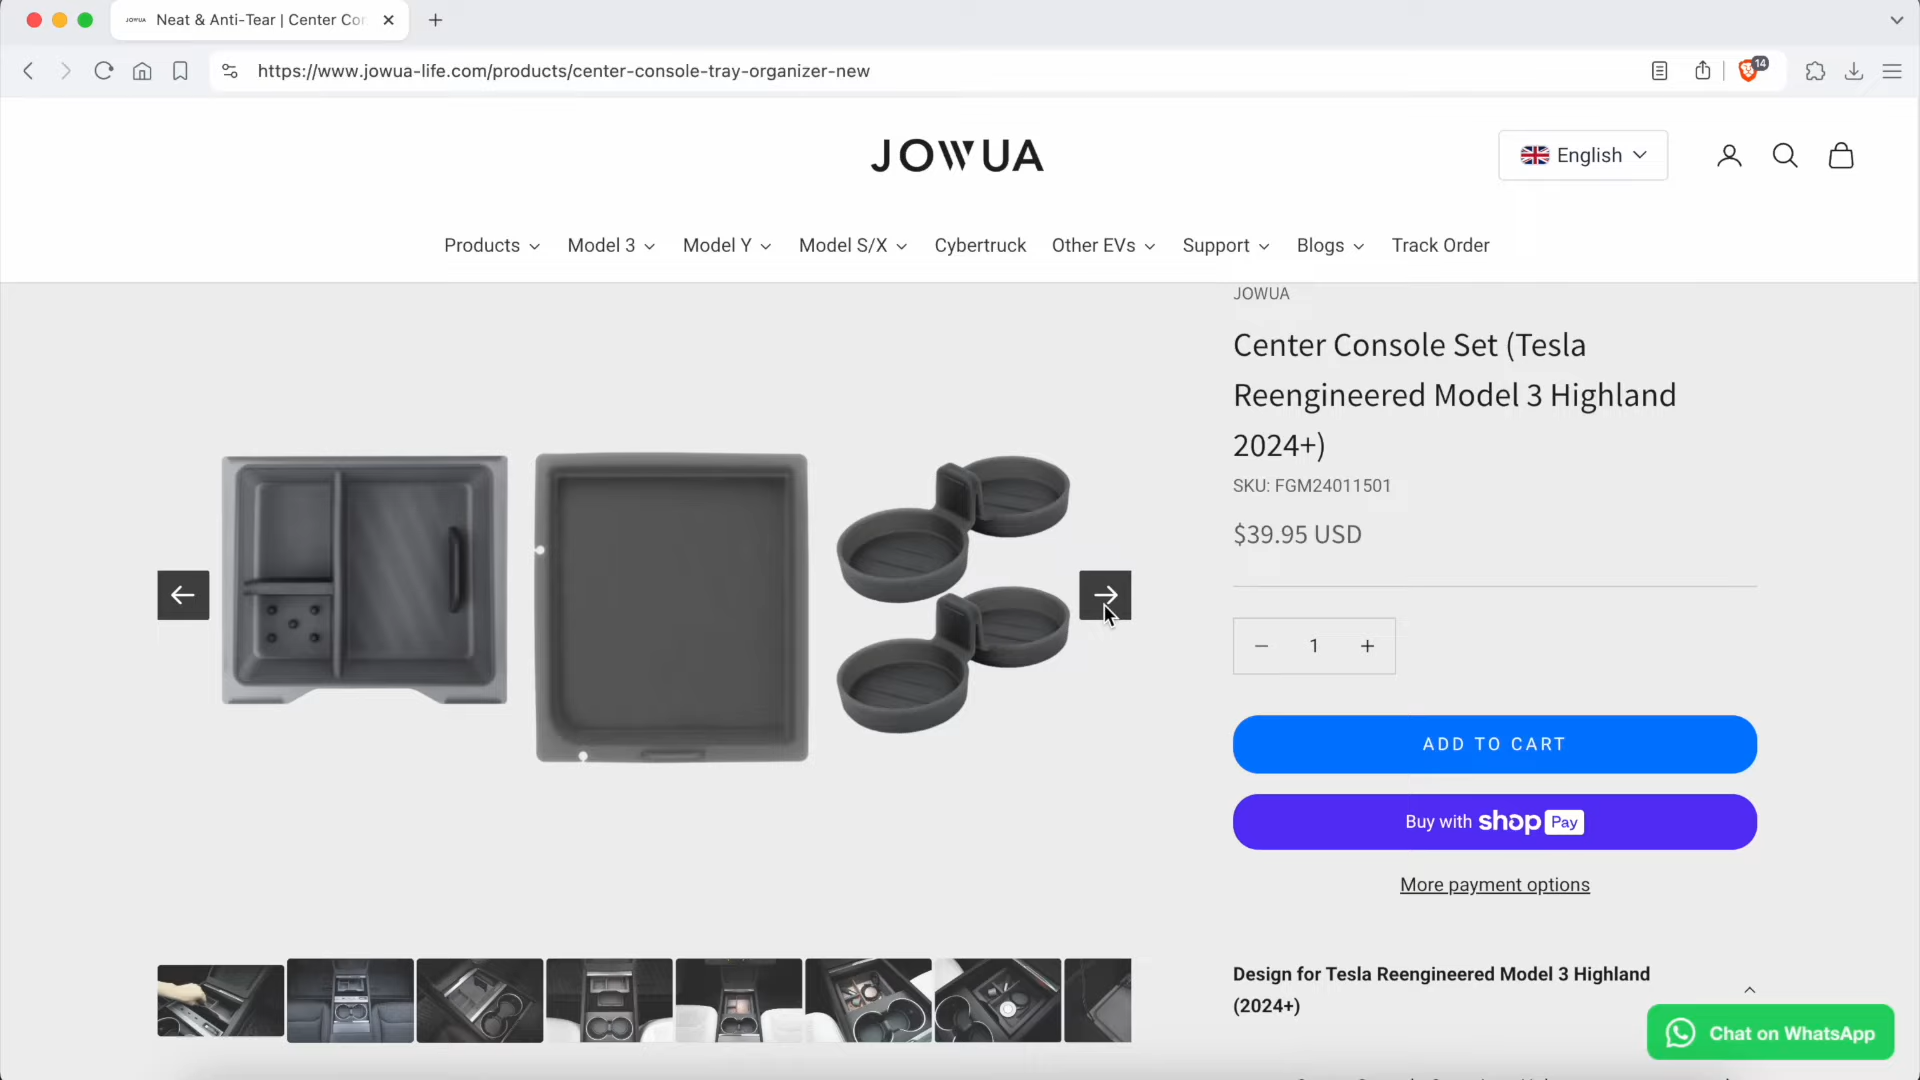 JOWUA Neat & Anti-Tear | Center Cor
https://www.jowua-life.com/products/center-console-tray-organizer-new
14
JOWUA
English
Products Model 3 Model Y Model S/X Cybertruck Other EVs Support Blogs Track Order
JOWUA
Center Console Set (Tesla
Reengineered Model 3 Highland
2024+)
SKU: FGM24011501
$39.95 USD
1
ADD TO CART
Buy with shop Pay
More payment options
Design for Tesla Reengineered Model 3 Highland
(2024+)
Chat on WhatsApp